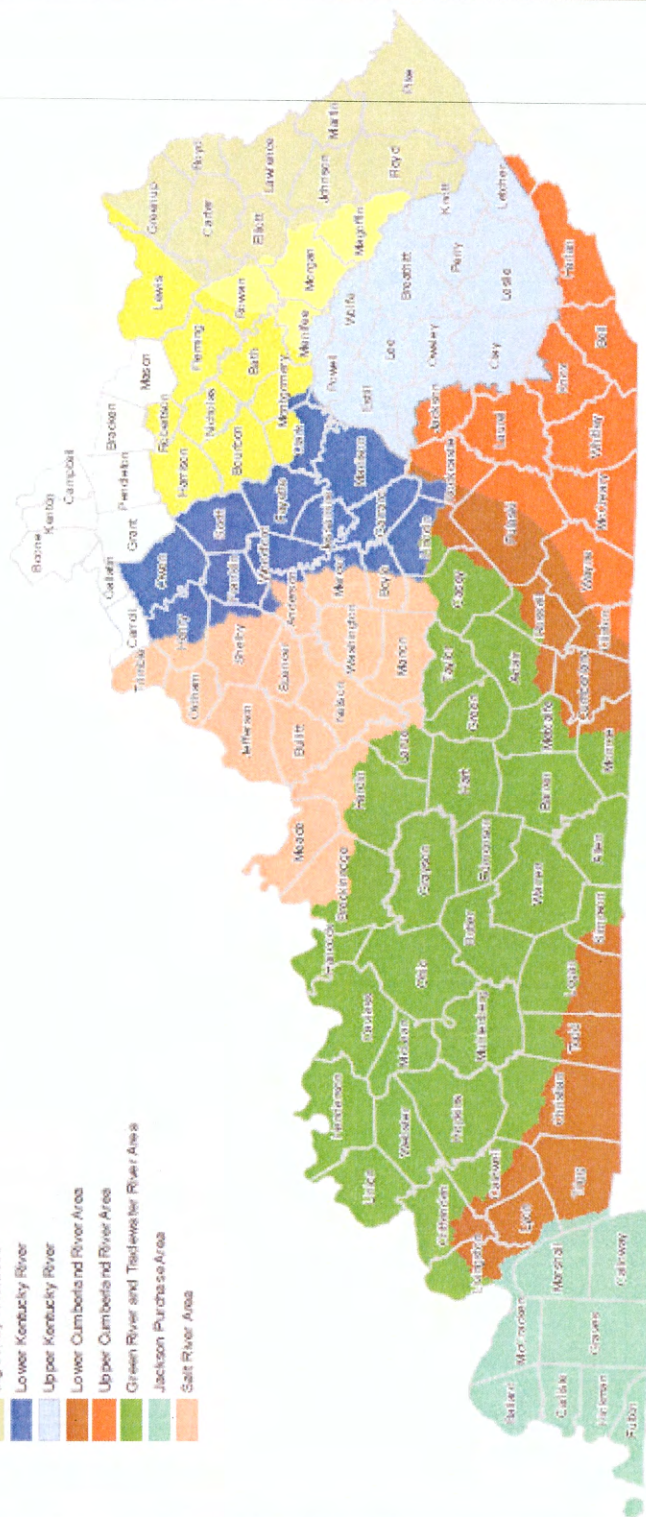 Lower Kentucky River
Upper Kentucky River
Lower Cumberland River Area
Upper Cumberland River Area
Green River and Tradewater River Area
Jackson Purchase Area
Salt River Area
Boone
Kenton
Campbell
Gallatin
Carroll
Grant
Pendleton
Bracken
Mason
Robertson
Lewis
Greenup
Boyd
Carter
Fleming
Rowan
Elliott
Lawrence
Trimble
Henry
Owen
Harrison
Nicholas
Bath
Bourbon
Montgomery
Menifee
Morgan
Johnson
Martin
Magoffin
Floyd
Pike
Oldham
Shelby
Franklin
Scott
Jefferson
Spencer
Anderson
Woodford
Fayette
Clark
Powell
Wolfe
Bullitt
Nelson
Washington
Mercer
Jessamine
Madison
Estill
Lee
Breathitt
Knott
Meade
Hardin
Larue
Marion
Boyle
Garrard
Lincoln
Jackson
Owsley
Perry
Letcher
Breckinridge
Hancock
Grayson
Hart
Green
Taylor
Casey
Rockcastle
Laurel
Clay
Leslie
Harlan
Henderson
Daviess
Ohio
Butler
Edmonson
Barren
Metcalfe
Adair
Russell
Pulaski
Knox
Bell
Union
Webster
McLean
Muhlenberg
Hopkins
Warren
Allen
Monroe
Cumberland
Clinton
Wayne
McCreary
Whitley
Crittenden
Caldwell
Livingston
Lyon
Trigg
Christian
Todd
Logan
Simpson
Ballard
McCracken
Marshall
Carlisle
Graves
Hickman
Fulton
Calloway